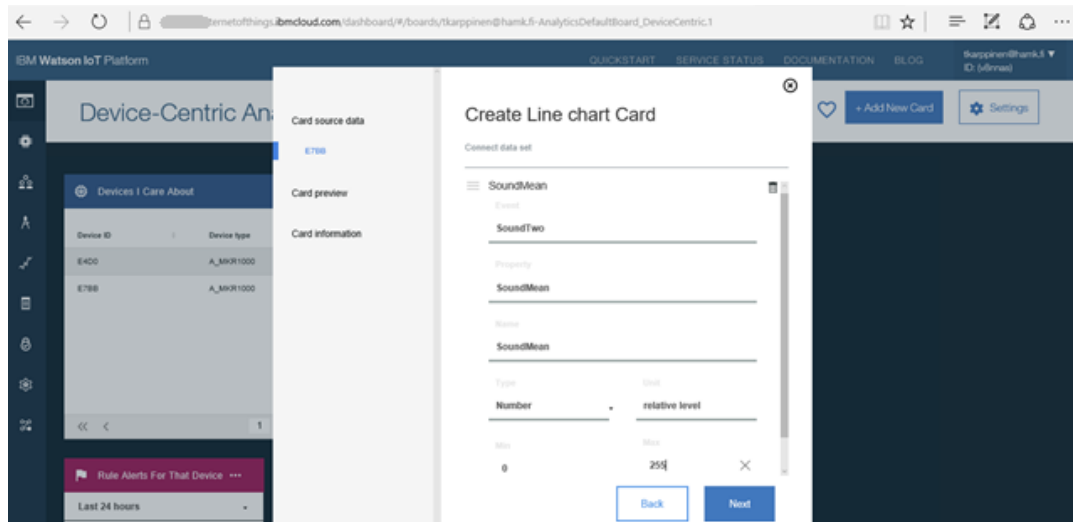 ternetofthings.ibmcloud.com/dashboard/#/boards/tkarppinen@hamk.fi-AnalyticsDefaultBoard_DeviceCentric.1
IBM Watson IoT Platform
QUICKSTART SERVICE STATUS DOCUMENTATION BLOG
tkarppinen@hamk.fi ▼
ID: (v8rnas)
Device-Centric Ana
+ Add New Card
Settings
Card source data
E7BB
Card preview
Card information
Create Line chart Card
Connect data set
SoundMean
Event
SoundTwo
Property
SoundMean
Name
SoundMean
Type Unit
Number relative level
Min Max
0 255
Back Next
Devices I Care About
Device ID Device type
E4D0 A_MKR1000
E7BB A_MKR1000
1
Rule Alerts For That Device ...
Last 24 hours